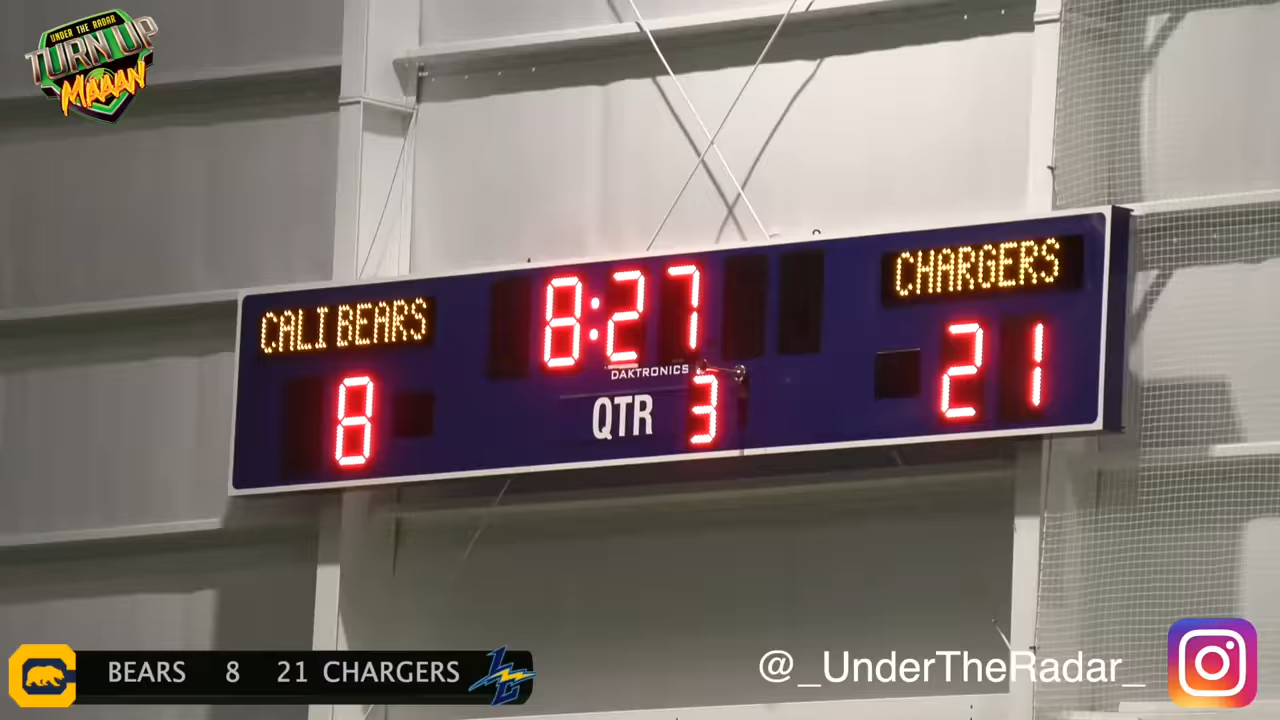 UNDER THE RADAR
TURN UP
MAAAN
CALI BEARS
8:27
CHARGERS
DAKTRONICS
8
QTR 3
21
BEARS 8 21 CHARGERS LC
@_UnderTheRadar_